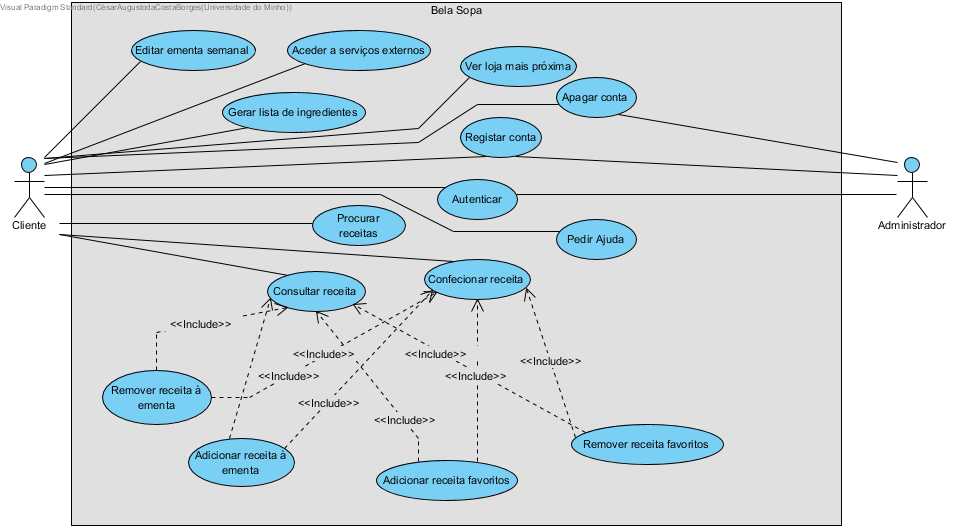 Visual Paradigm Standard(CésarAugustodaCostaBorges(Universidade do Minho))
Bela Sopa
Editar ementa semanal
Aceder a serviços externos
Ver loja mais próxima
Apagar conta
Gerar lista de ingredientes
Registar conta
Autenticar
Cliente
Administrador
Procurar
receitas
Pedir Ajuda
Consultar receita
Confecionar receita
<<Include>>
<<Include>>
<<Include>>
<<Include>>
<<Include>>
<<Include>>
<<Include>>
<<Include>>
Remover receita à
ementa
Adicionar receita à
ementa
Adicionar receita favoritos
Remover receita favoritos